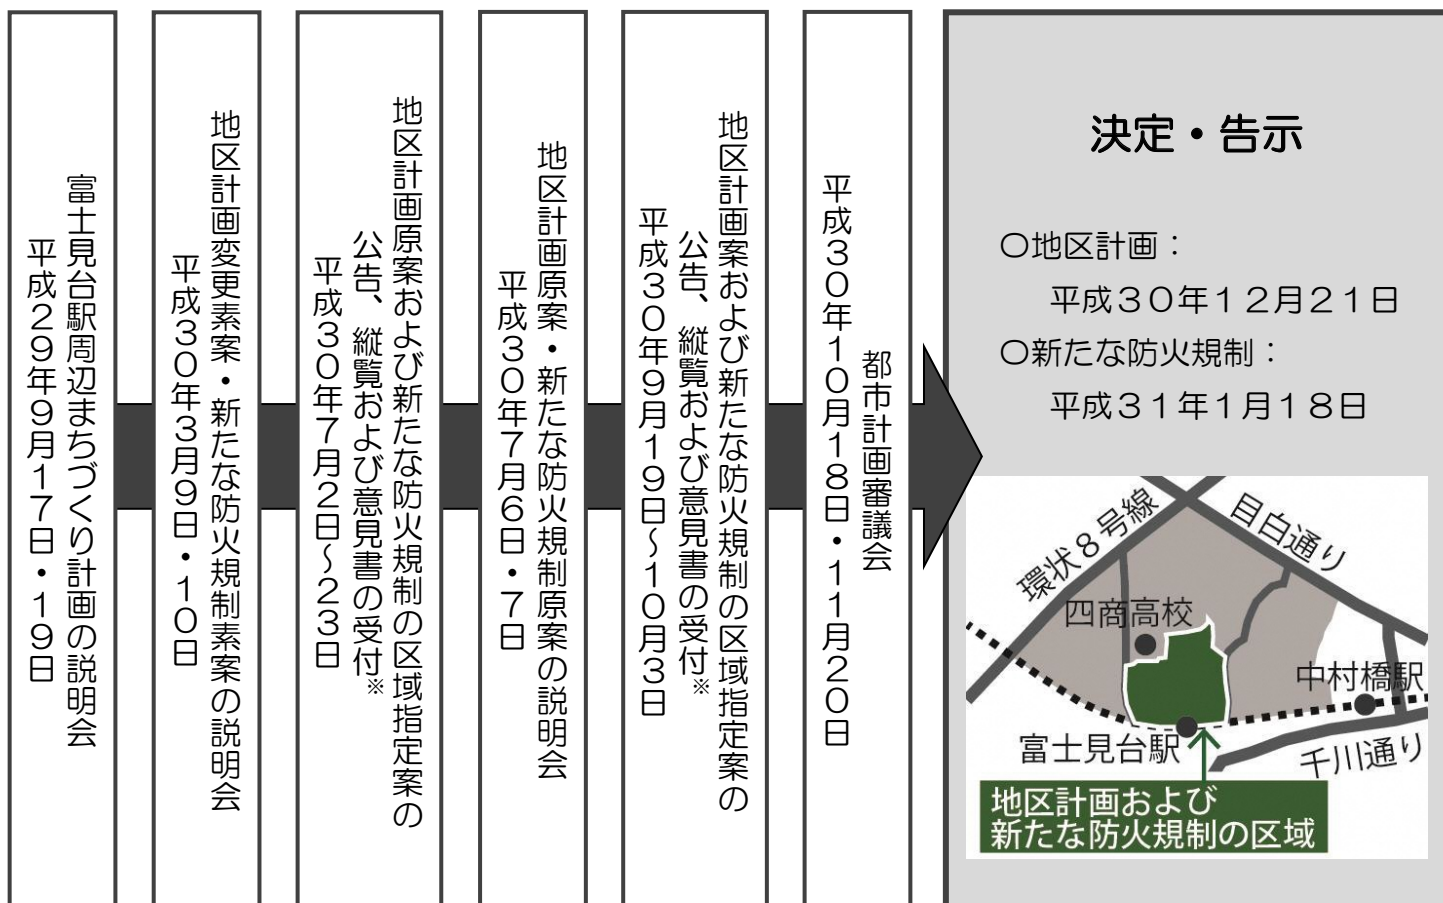 富士見台駅周辺まちづくり計画の説明会
平成２９年９月１７日・１９日
地区計画変更素案・新たな防火規制素案の説明会
平成３０年３月９日・１０日
地区計画原案および新たな防火規制の区域指定案の
公告、縦覧および意見書の受付※
平成３０年７月２日～２３日
地区計画原案・新たな防火規制原案の説明会
平成３０年７月６日・７日
地区計画案および新たな防火規制の区域指定案の
公告、縦覧および意見書の受付※
平成３０年９月１９日～１０月３日
都市計画審議会
平成３０年１０月１８日・１１月２０日
決定・告示
○地区計画：
平成３０年１２月２１日
○新たな防火規制：
平成３１年１月１８日
環状８号線
目白通り
四商高校
中村橋駅
富士見台駅
千川通り
地区計画および
新たな防火規制の区域